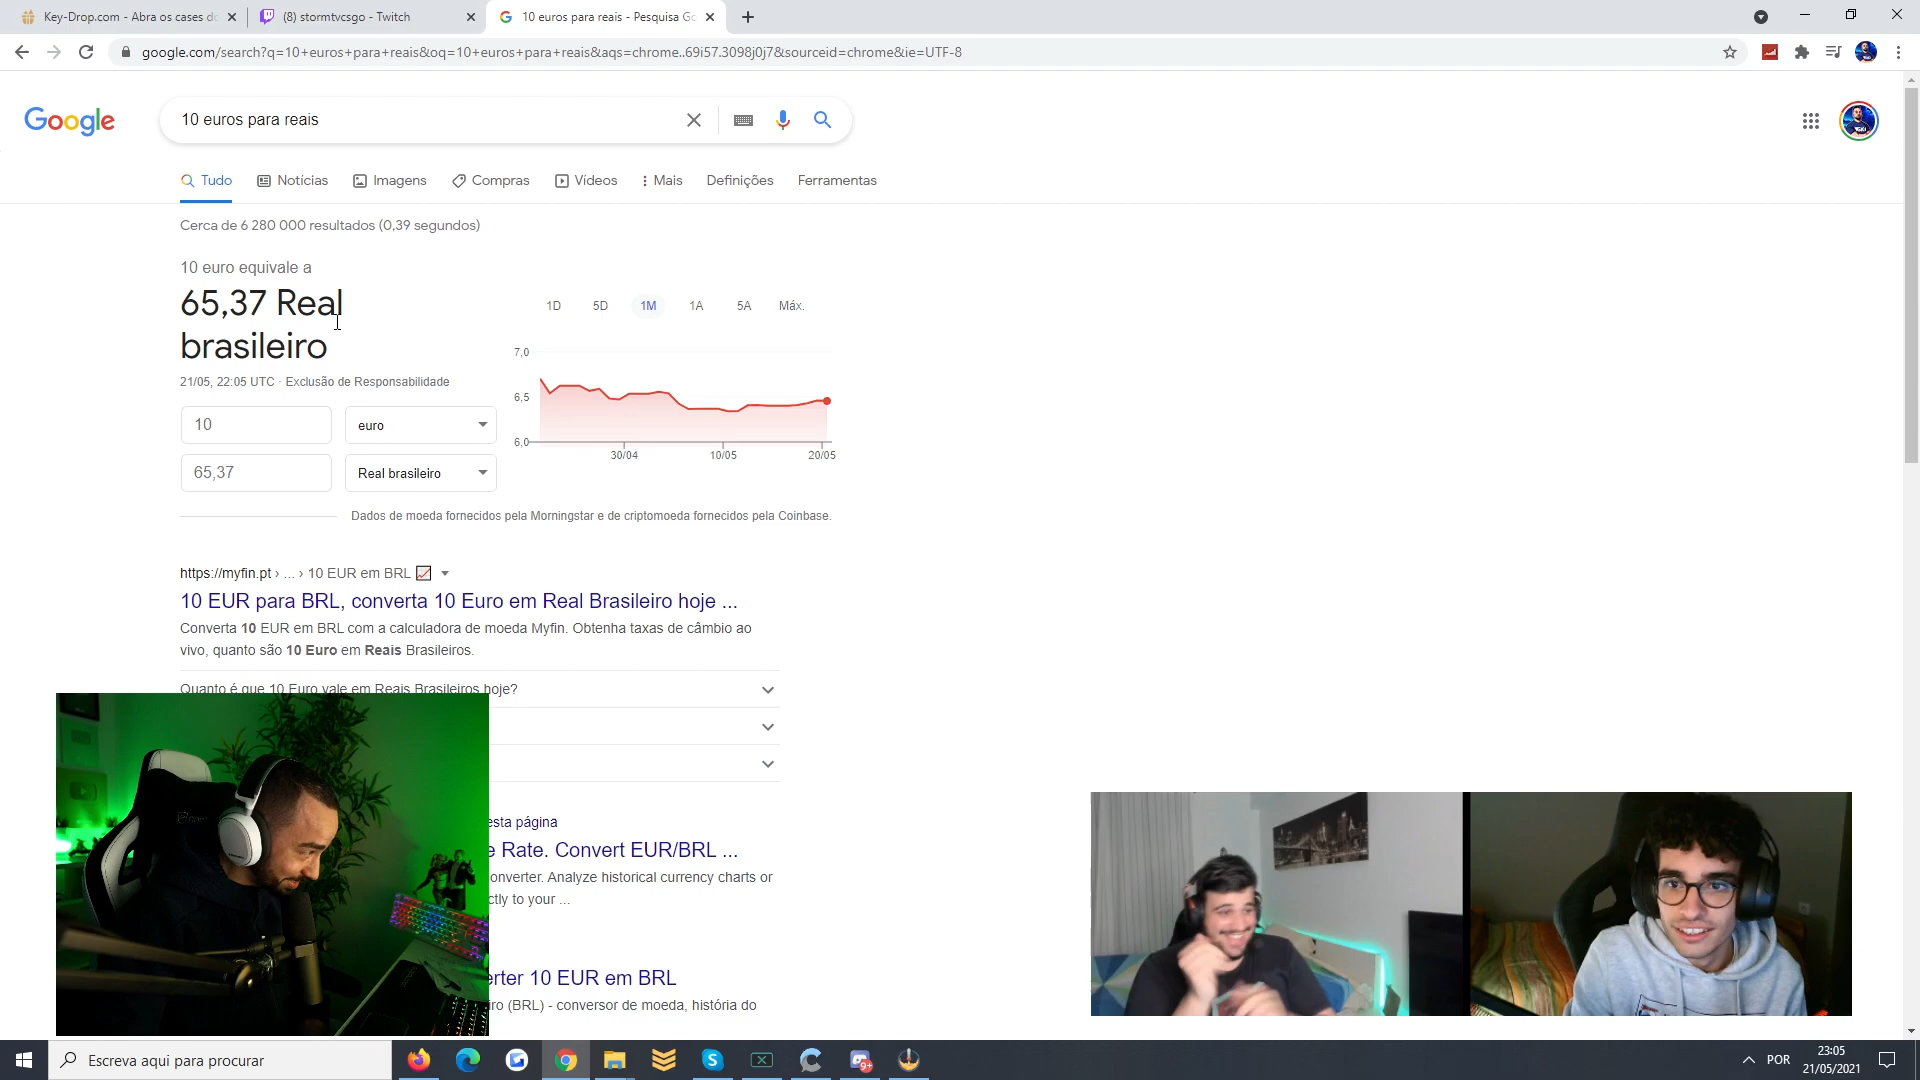 Key-Drop.com - Abra os cases do
(8) stormtvcsgo - Twitch
10 euros para reais - Pesquisa Go
google.com/search?q=10+euros+para+reais&oq=10+euros+para+reais&aqs=chrome..69i57.3098j0j7&sourceid=chrome&ie=UTF-8
Google
10 euros para reais
Tudo
Notícias
Imagens
Compras
Vídeos
Mais
Definições
Ferramentas
Cerca de 6 280 000 resultados (0,39 segundos)
10 euro equivale a
65,37 Real
brasileiro
21/05, 22:05 UTC · Exclusão de Responsabilidade
10
euro
65,37
Real brasileiro
1D 5D 1M 1A 5A Máx.
7,0
6,5
6,0
30/04 10/05 20/05
Dados de moeda fornecidos pela Morningstar e de criptomoeda fornecidos pela Coinbase.
https://myfin.pt › ... › 10 EUR em BRL
10 EUR para BRL, converta 10 Euro em Real Brasileiro hoje ...
Converta 10 EUR em BRL com a calculadora de moeda Myfin. Obtenha taxas de câmbio ao
vivo, quanto são 10 Euro em Reais Brasileiros.
Quanto é que 10 Euro vale em Reais Brasileiros hoje?
esta página
e Rate. Convert EUR/BRL ...
onverter. Analyze historical currency charts or
ctly to your ...
erter 10 EUR em BRL
iro (BRL) - conversor de moeda, história do
Escreva aqui para procurar
9+
POR
23:05
21/05/2021